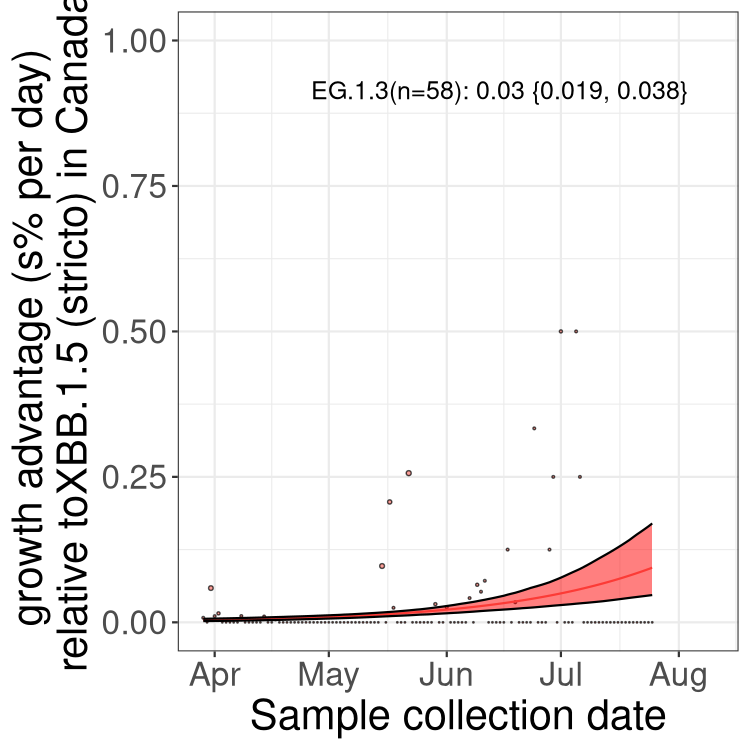 growth advantage (s% per day)
relative toXBB.1.5 (stricto) in Canada
1.00
0.75
0.50
0.25
0.00
EG.1.3(n=58): 0.03 {0.019, 0.038}
Apr May Jun Jul Aug
Sample collection date